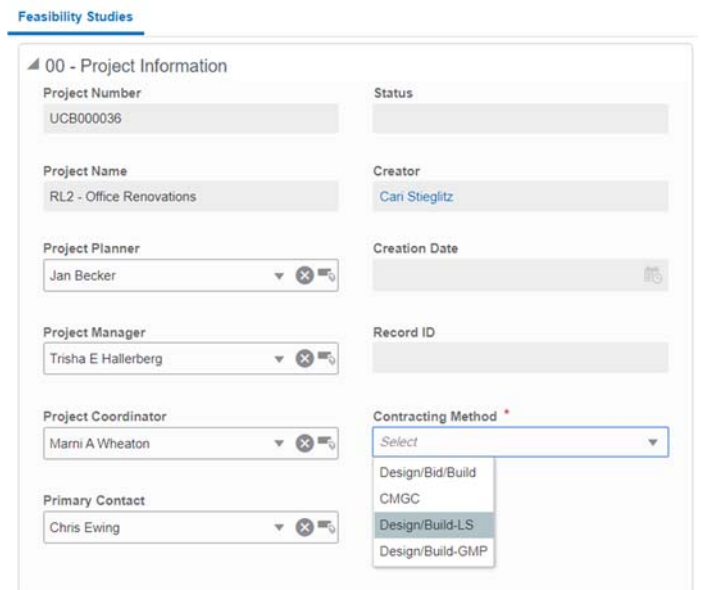 Feasibility Studies
00 - Project Information
Project Number
Status
UCB000036
Project Name
Creator
RL2 - Office Renovations
Cari Stieglitz
Project Planner
Creation Date
Jan Becker
Project Manager
Record ID
Trisha E Hallerberg
Project Coordinator
Contracting Method *
Marni A Wheaton
Select
Design/Bid/Build
CMGC
Primary Contact
Design/Build-LS
Chris Ewing
Design/Build-GMP